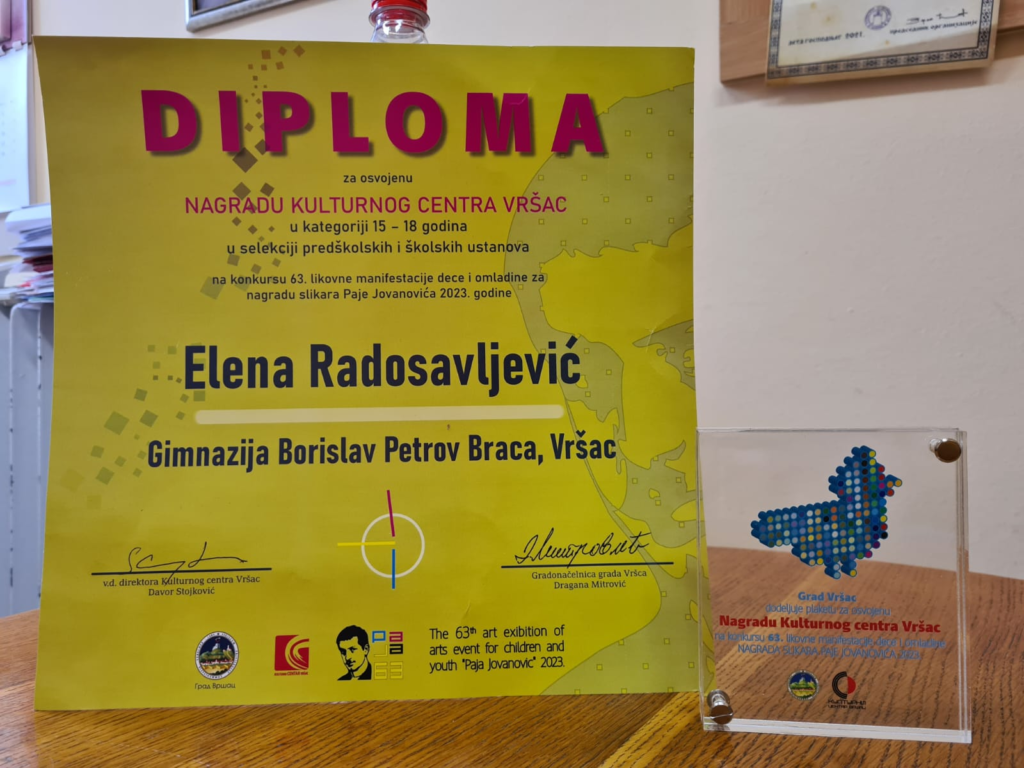 DIPLOMA
za osvojenu
NAGRADU KULTURNOG CENTRA VRŠAC
u kategoriji 15 – 18 godina
u selekciji predškolskih i školskih ustanova
na konkursu 63. likovne manifestacije dece i omladine za
nagradu slikara Paje Jovanovića 2023. godine
Elena Radosavljević
Gimnazija Borislav Petrov Braca, Vršac
v.d. direktora Kulturnog centra Vršac
Davor Stojković
Gradonačelnica grada Vršca
Dragana Mitrović
Град Вршац
The 63th art exibition of
arts event for children and
youth "Paja Jovanovic" 2023.
Grad Vršac
dodeljuje plaketu za osvojenu
Nagradu Kulturnog centra Vršac
na konkursu 63. likovne manifestacije dece i omladine
лета господњег 2021.